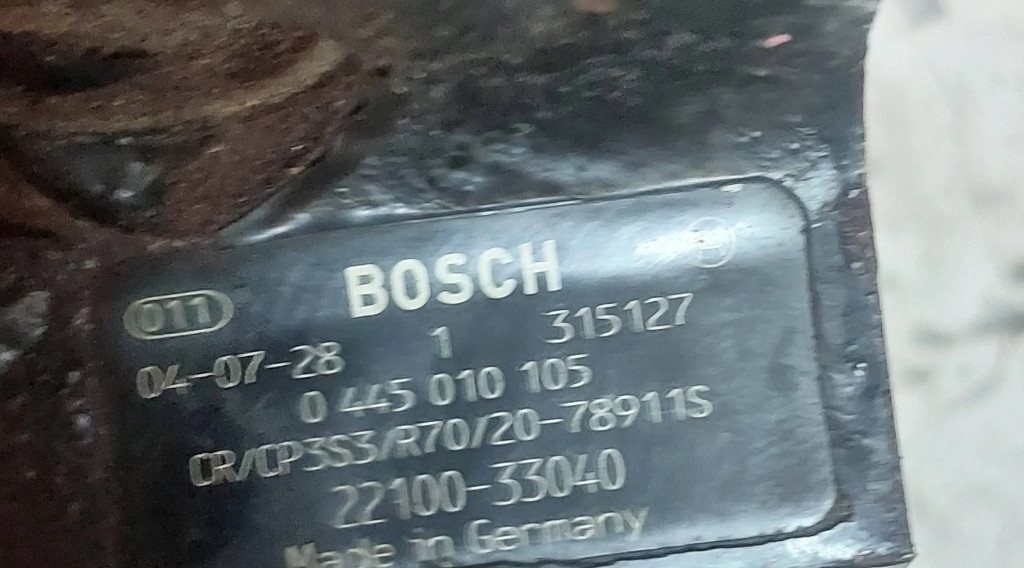 BOSCH
011
04-07-28 1 315127
0 445 010 105
CR/CP3S3/R70/20-78911S
22100-33040
Made in Germany